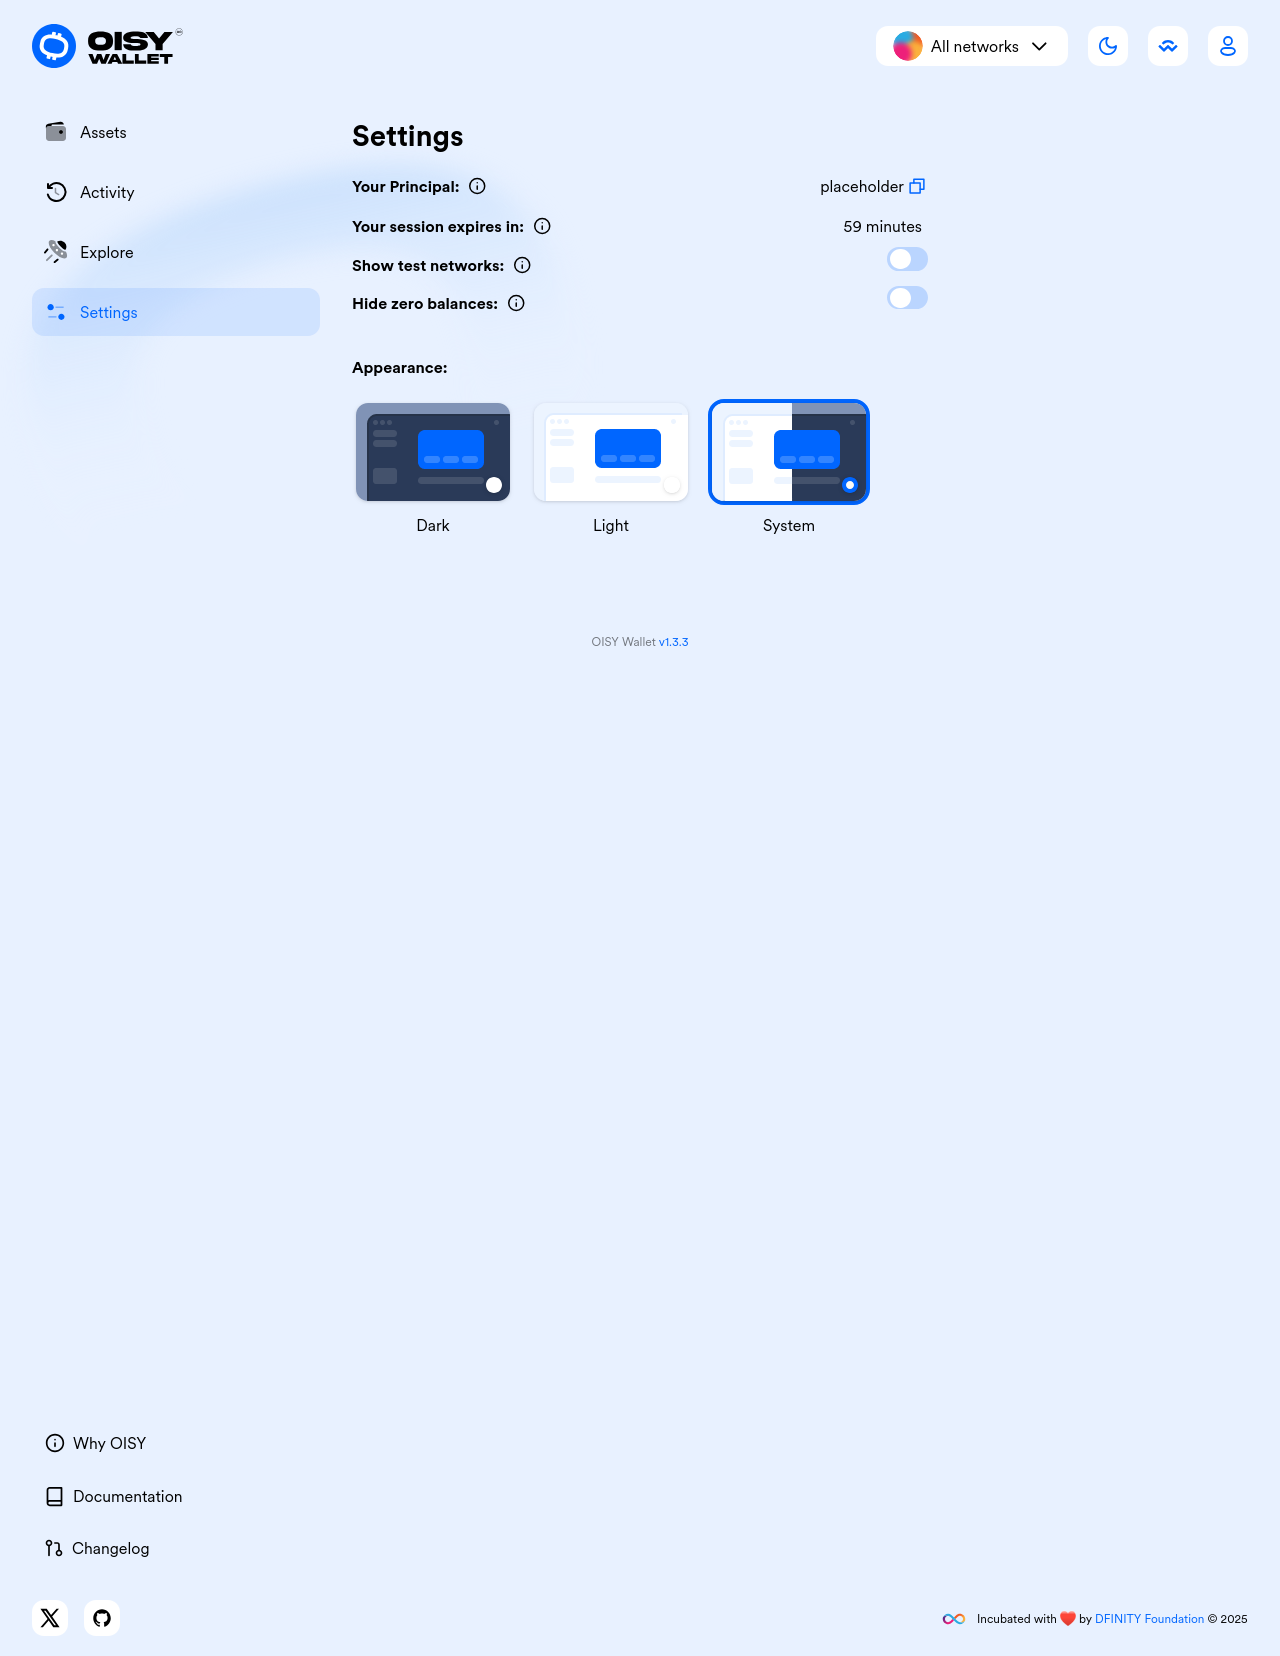 OISY
WALLET
All networks
Assets
Activity
Explore
Settings
Settings
Your Principal:
placeholder
Your session expires in:
59 minutes
Show test networks:
Hide zero balances:
Appearance:
Dark
Light
System
OISY Wallet v1.3.3
Why OISY
Documentation
Changelog
Incubated with ❤️ by DFINITY Foundation © 2025